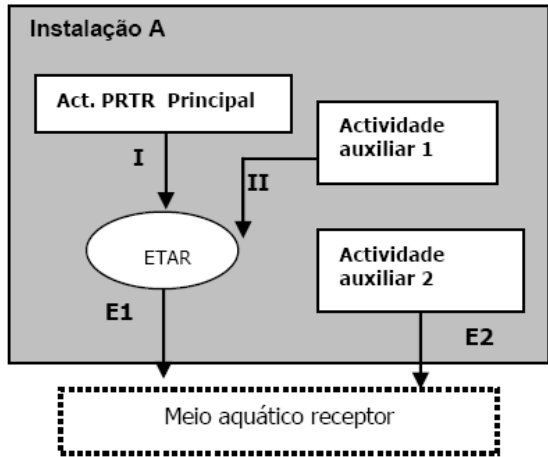 Instalação A
Act. PRTR Principal
I
II
Actividade
auxiliar 1
ETAR
Actividade
auxiliar 2
E1
E2
Meio aquático receptor